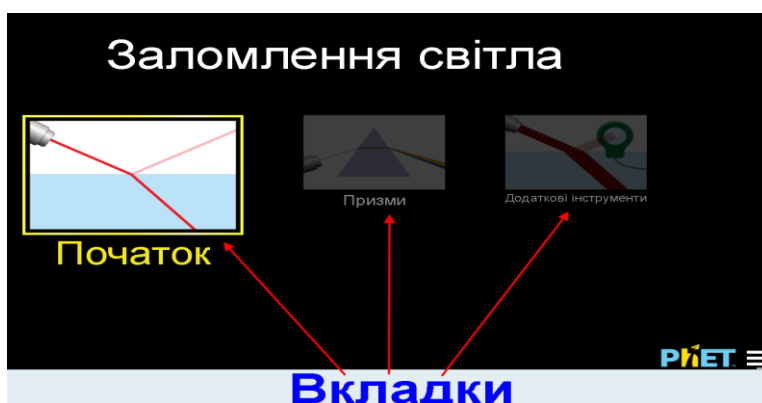 Заломлення світла
Початок
Призми
Додаткові інструменти
PhET
Вкладки